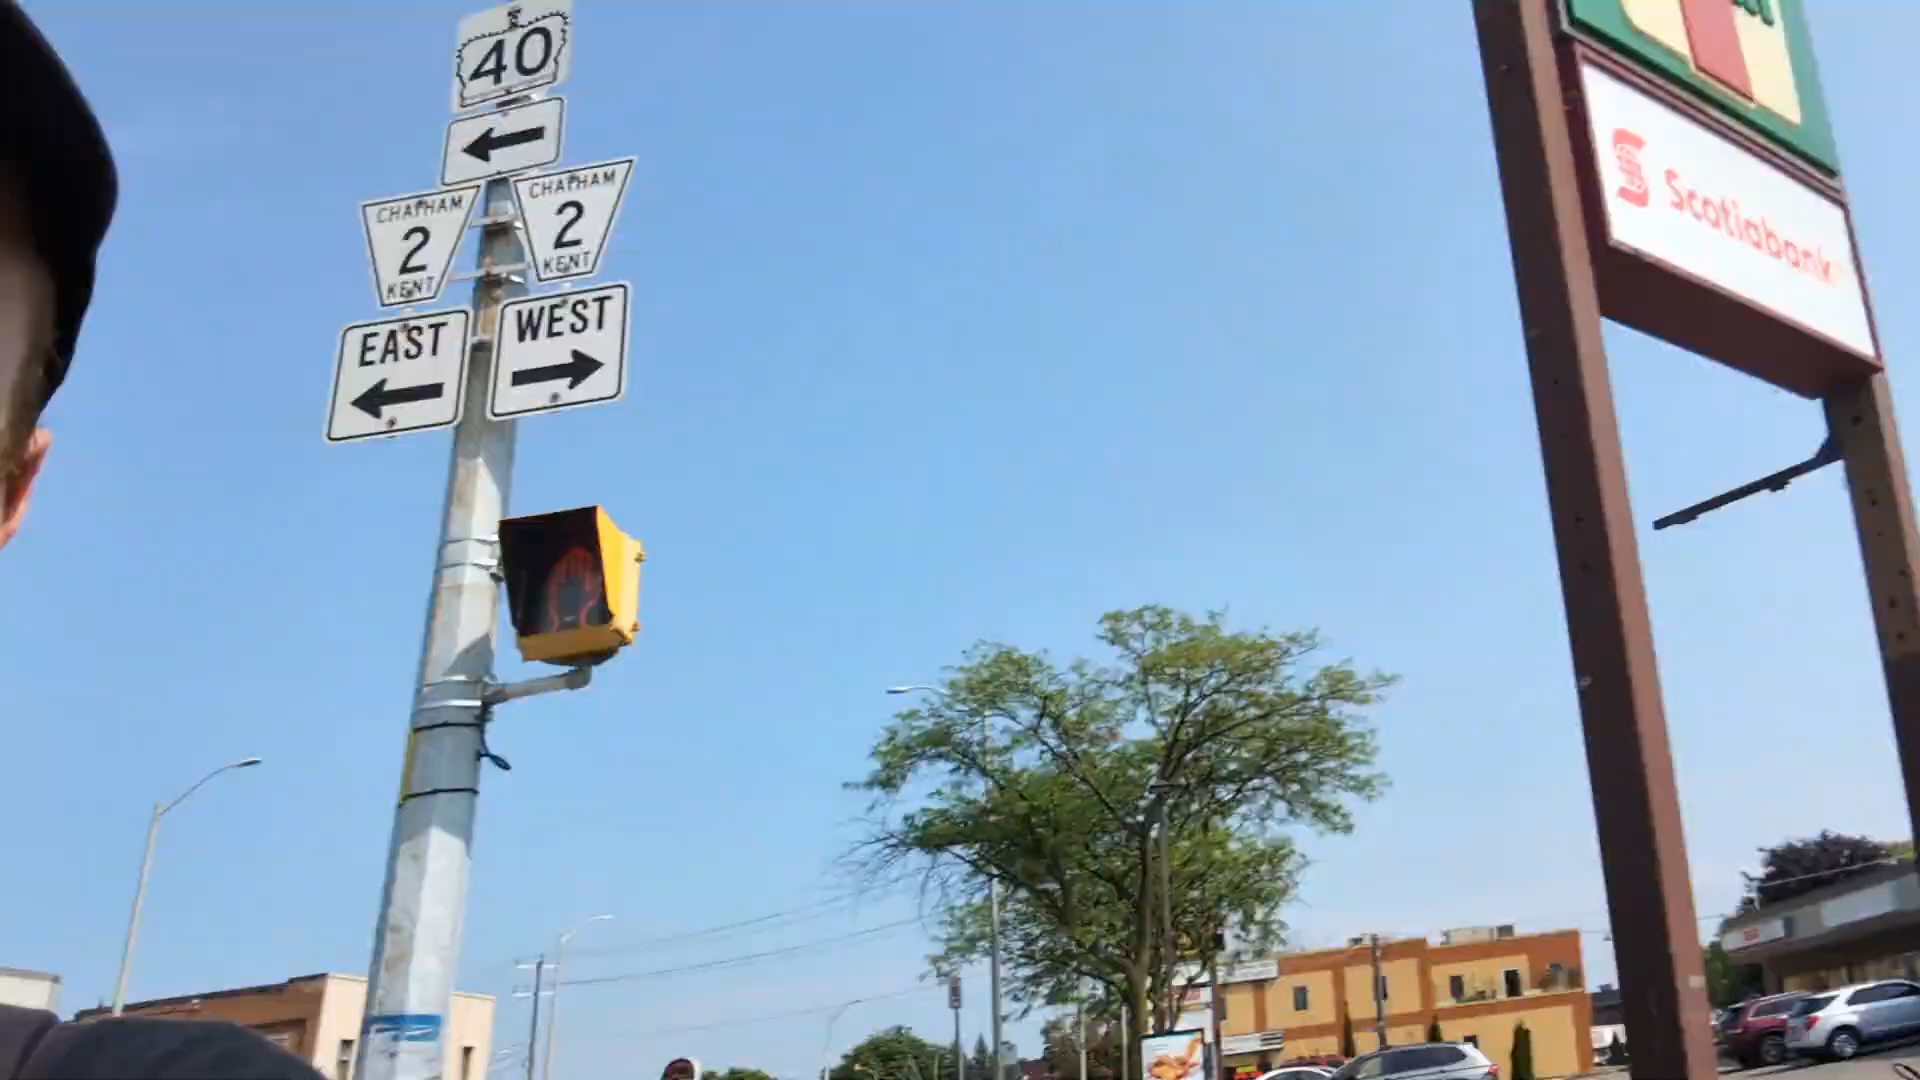 40
CHATHAM
2
KENT
CHATHAM
2
KENT
EAST
WEST
Scotiabank